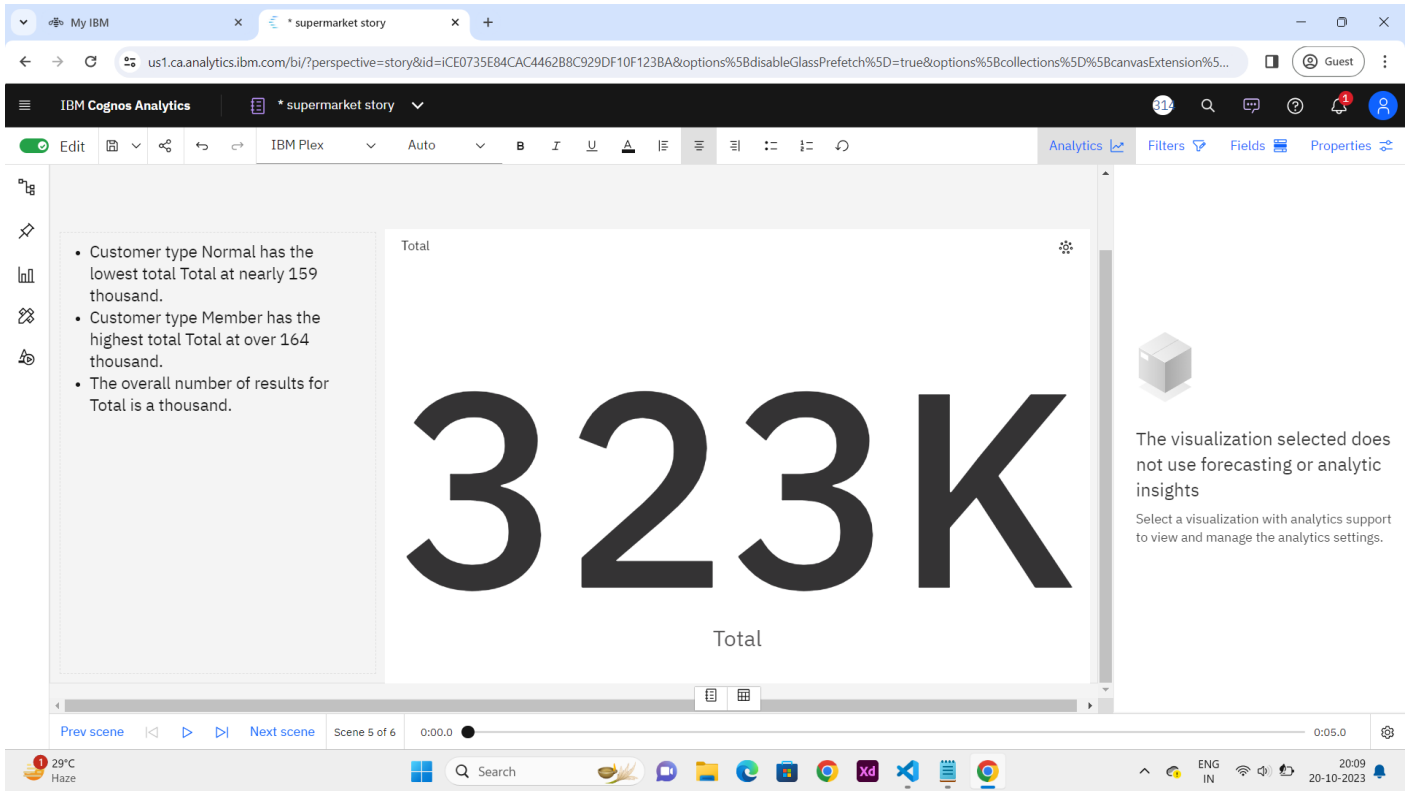 My IBM
* supermarket story
us1.ca.analytics.ibm.com/bi/?perspective=story&id=iCE0735E84CAC4462B8C929DF10F123BA&options%5BdisableGlassPrefetch%5D=true&options%5Bcollections%5D%5BcanvasExtension%5...
Guest
IBM Cognos Analytics
* supermarket story
314
1
Edit
IBM Plex
Auto
B I U A
Analytics
Filters
Fields
Properties
• Customer type Normal has the
lowest total Total at nearly 159
thousand.
• Customer type Member has the
highest total Total at over 164
thousand.
• The overall number of results for
Total is a thousand.
Total
323K
Total
The visualization selected does
not use forecasting or analytic
insights
Select a visualization with analytics support
to view and manage the analytics settings.
Prev scene
Next scene
Scene 5 of 6
0:00.0
0:05.0
1
29°C
Haze
Search
Xd
ENG
IN
20:09
20-10-2023